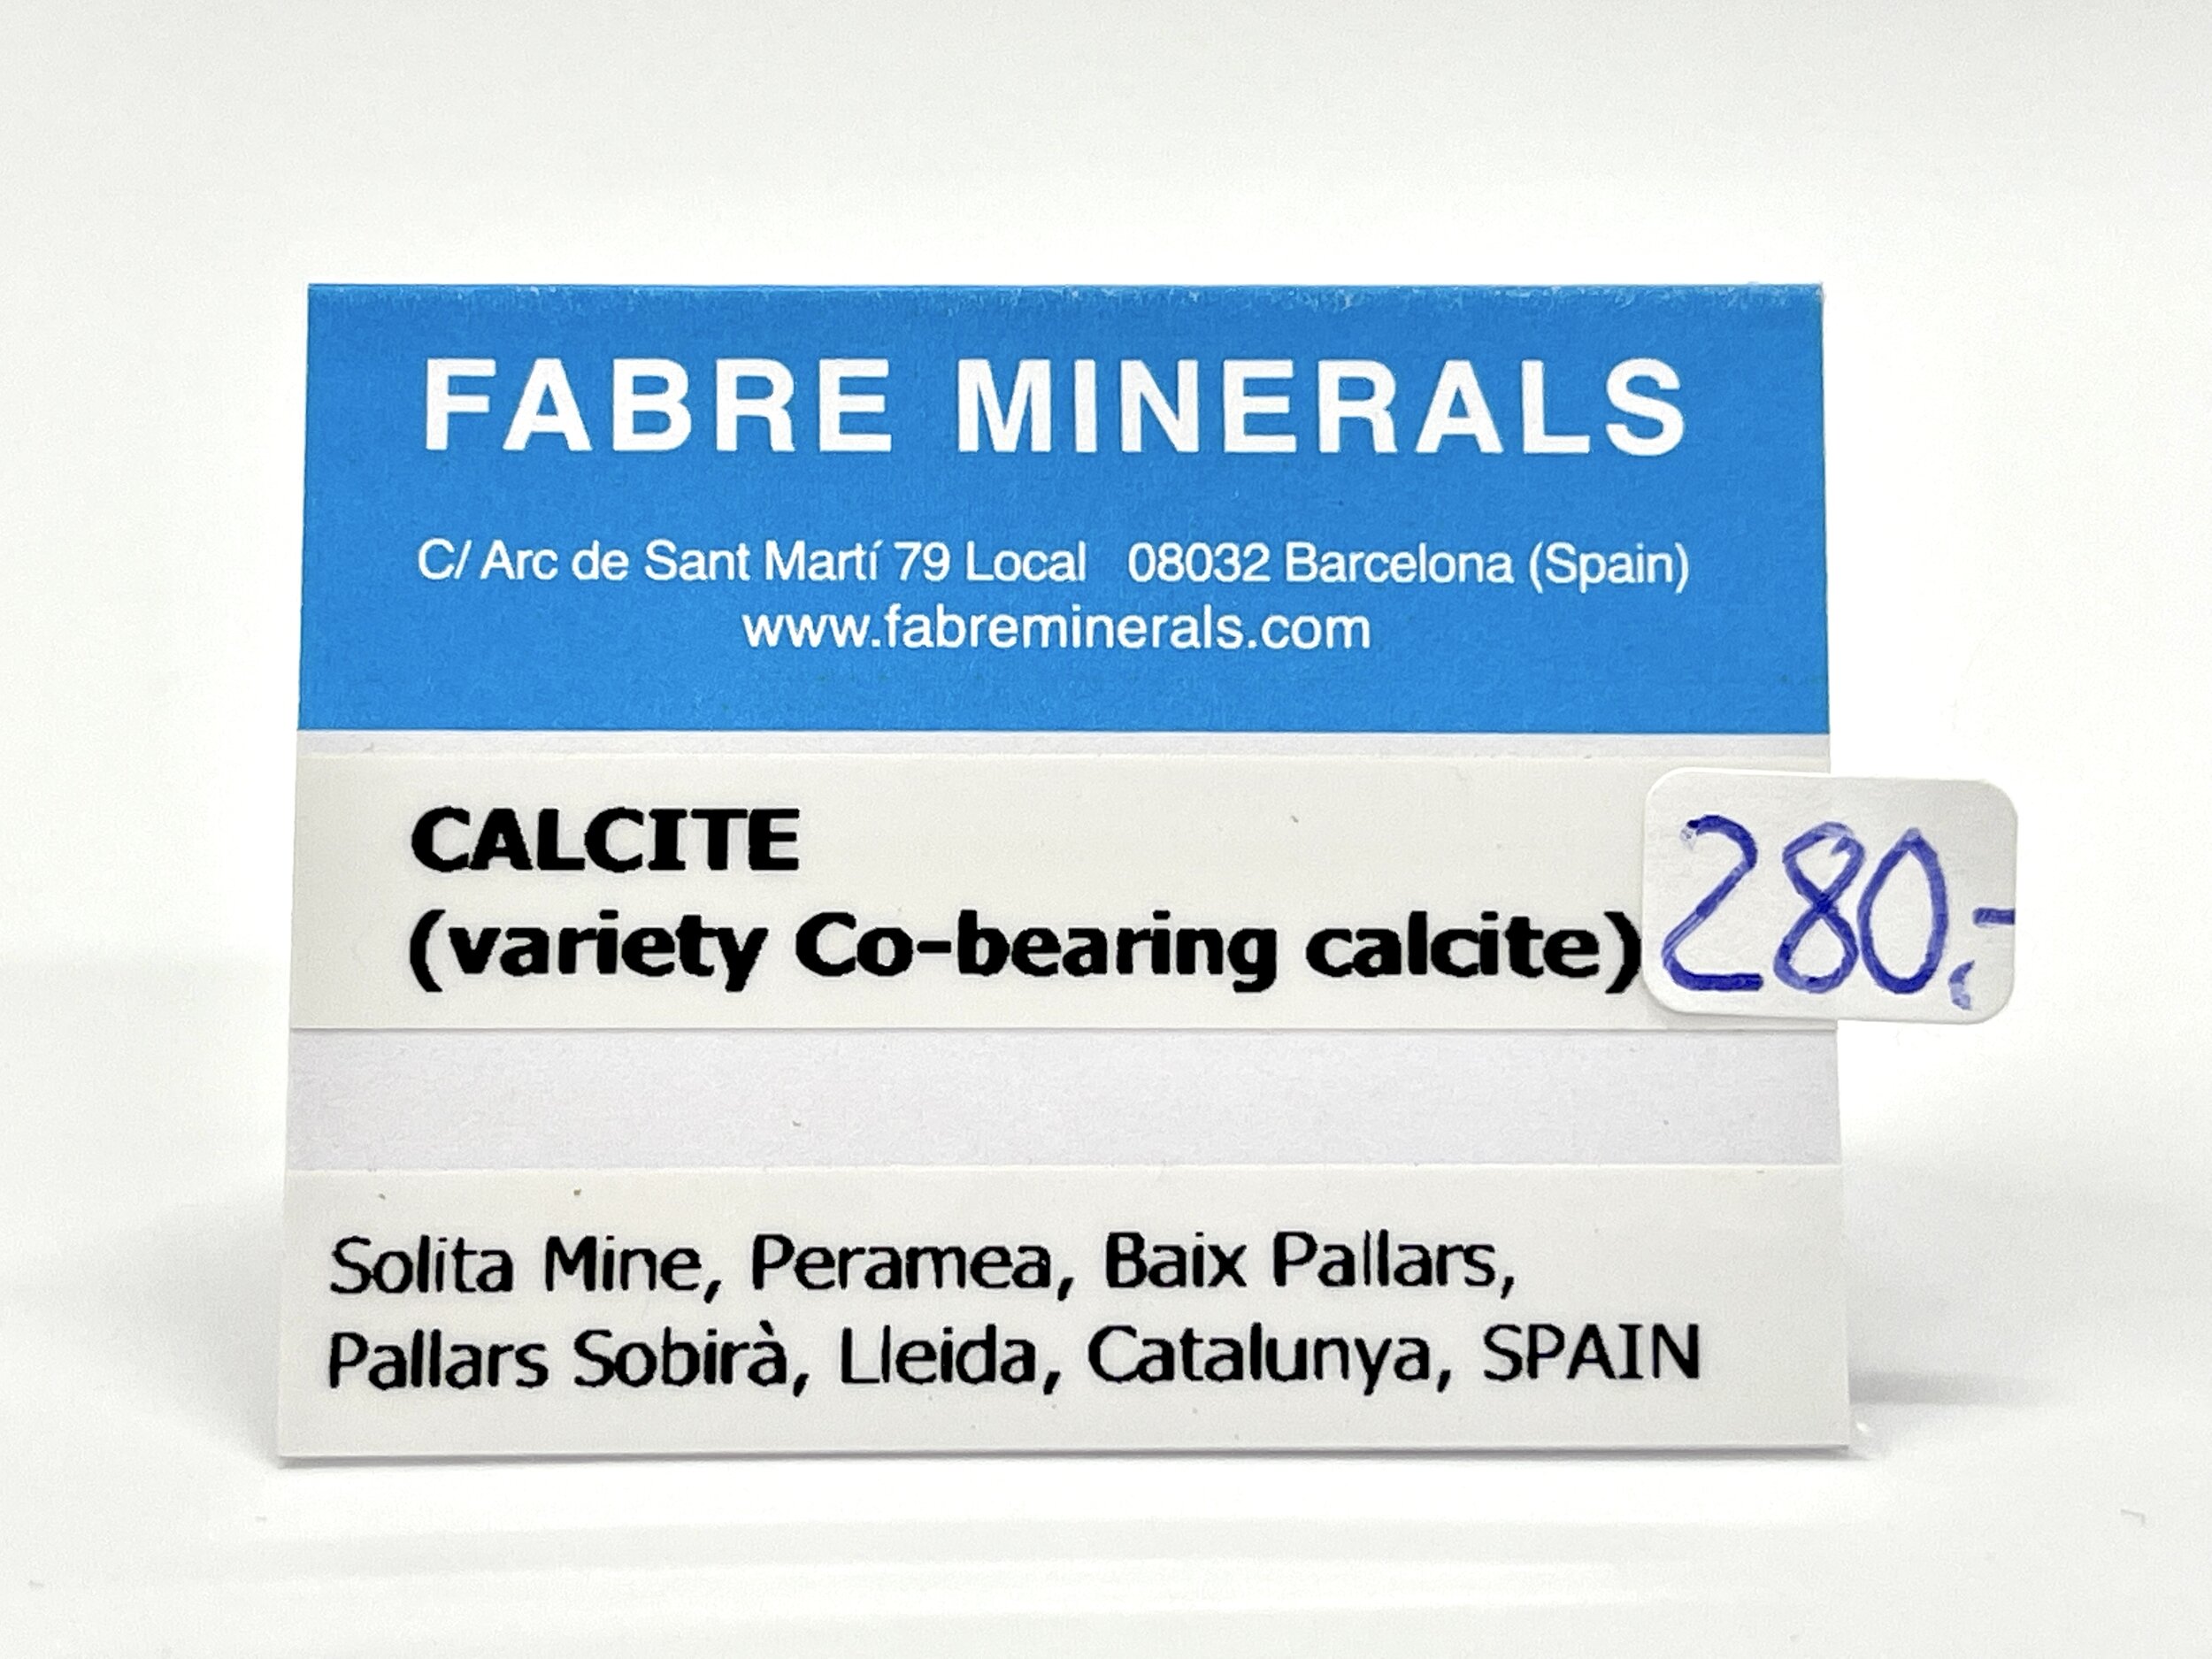 FABRE MINERALS
C/ Arc de Sant Martí 79 Local 08032 Barcelona (Spain)
www.fabreminerals.com
CALCITE
(variety Co-bearing calcite)
280,-
Solita Mine, Peramea, Baix Pallars,
Pallars Sobirà, Lleida, Catalunya, SPAIN